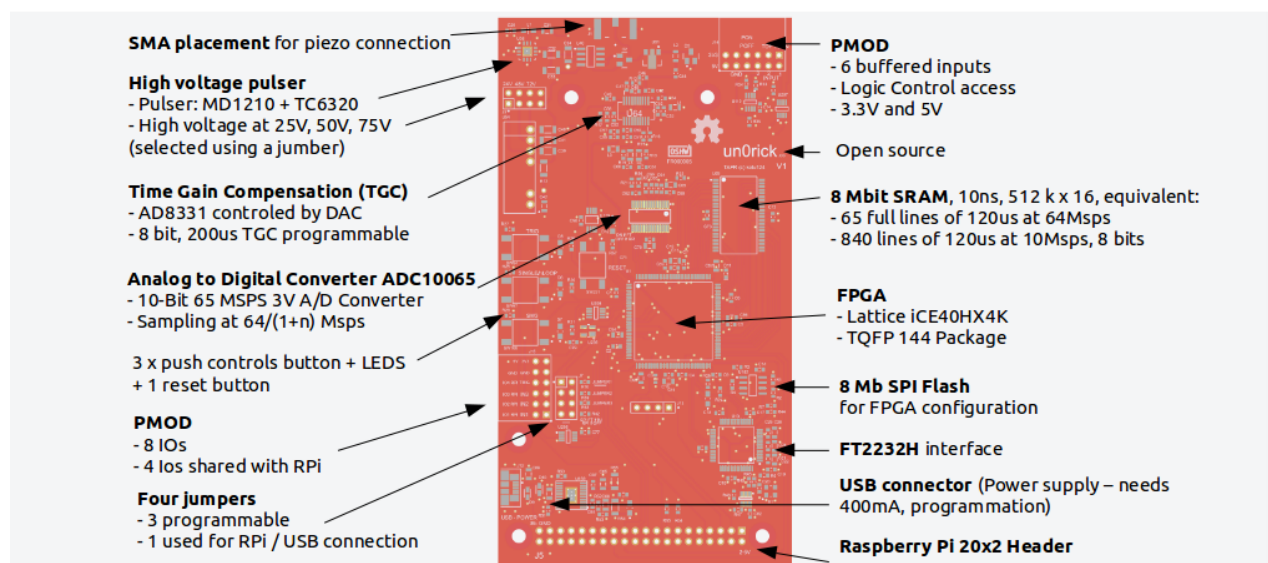 SMA placement for piezo connection
High voltage pulser
- Pulser: MD1210 + TC6320
- High voltage at 25V, 50V, 75V
(selected using a jumber)
Time Gain Compensation (TGC)
- AD8331 controled by DAC
- 8 bit, 200us TGC programmable
Analog to Digital Converter ADC10065
- 10-Bit 65 MSPS 3V A/D Converter
- Sampling at 64/(1+n) Msps
3 x push controls button + LEDS
+ 1 reset button
PMOD
- 8 IOs
- 4 Ios shared with RPi
Four jumpers
- 3 programmable
- 1 used for RPi / USB connection
U64
OSHW
un0rick
V1
RESET
USB-POWER
J5
PMOD
- 6 buffered inputs
- Logic Control access
- 3.3V and 5V
Open source
8 Mbit SRAM, 10ns, 512 k x 16, equivalent:
- 65 full lines of 120us at 64Msps
- 840 lines of 120us at 10Msps, 8 bits
FPGA
- Lattice iCE40HX4K
- TQFP 144 Package
8 Mb SPI Flash
for FPGA configuration
FT2232H interface
USB connector (Power supply – needs
400mA, programmation)
Raspberry Pi 20x2 Header